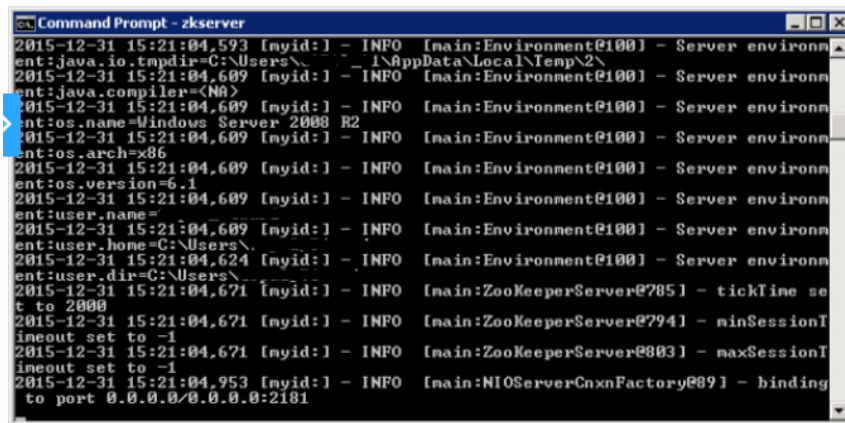 Command Prompt - zkserver
2015-12-31 15:21:04,593 [myid:] - INFO  [main:Environment@100] - Server environm
ent:java.io.tmpdir=C:\Users\ 1\AppData\Local\Temp\2\
2015-12-31 15:21:04,609 [myid:] - INFO  [main:Environment@100] - Server environm
ent:java.compiler=<NA>
2015-12-31 15:21:04,609 [myid:] - INFO  [main:Environment@100] - Server environm
ent:os.name=Windows Server 2008 R2
2015-12-31 15:21:04,609 [myid:] - INFO  [main:Environment@100] - Server environm
ent:os.arch=x86
2015-12-31 15:21:04,609 [myid:] - INFO  [main:Environment@100] - Server environm
ent:os.version=6.1
2015-12-31 15:21:04,609 [myid:] - INFO  [main:Environment@100] - Server environm
ent:user.name=
2015-12-31 15:21:04,609 [myid:] - INFO  [main:Environment@100] - Server environm
ent:user.home=C:\Users\
2015-12-31 15:21:04,624 [myid:] - INFO  [main:Environment@100] - Server environm
ent:user.dir=C:\Users\
2015-12-31 15:21:04,671 [myid:] - INFO  [main:ZooKeeperServer@785] - tickTime se
t to 2000
2015-12-31 15:21:04,671 [myid:] - INFO  [main:ZooKeeperServer@794] - minSessionT
imeout set to -1
2015-12-31 15:21:04,671 [myid:] - INFO  [main:ZooKeeperServer@803] - maxSessionT
imeout set to -1
2015-12-31 15:21:04,953 [myid:] - INFO  [main:NIOServerCnxnFactory@89] - binding
 to port 0.0.0.0/0.0.0.0:2181